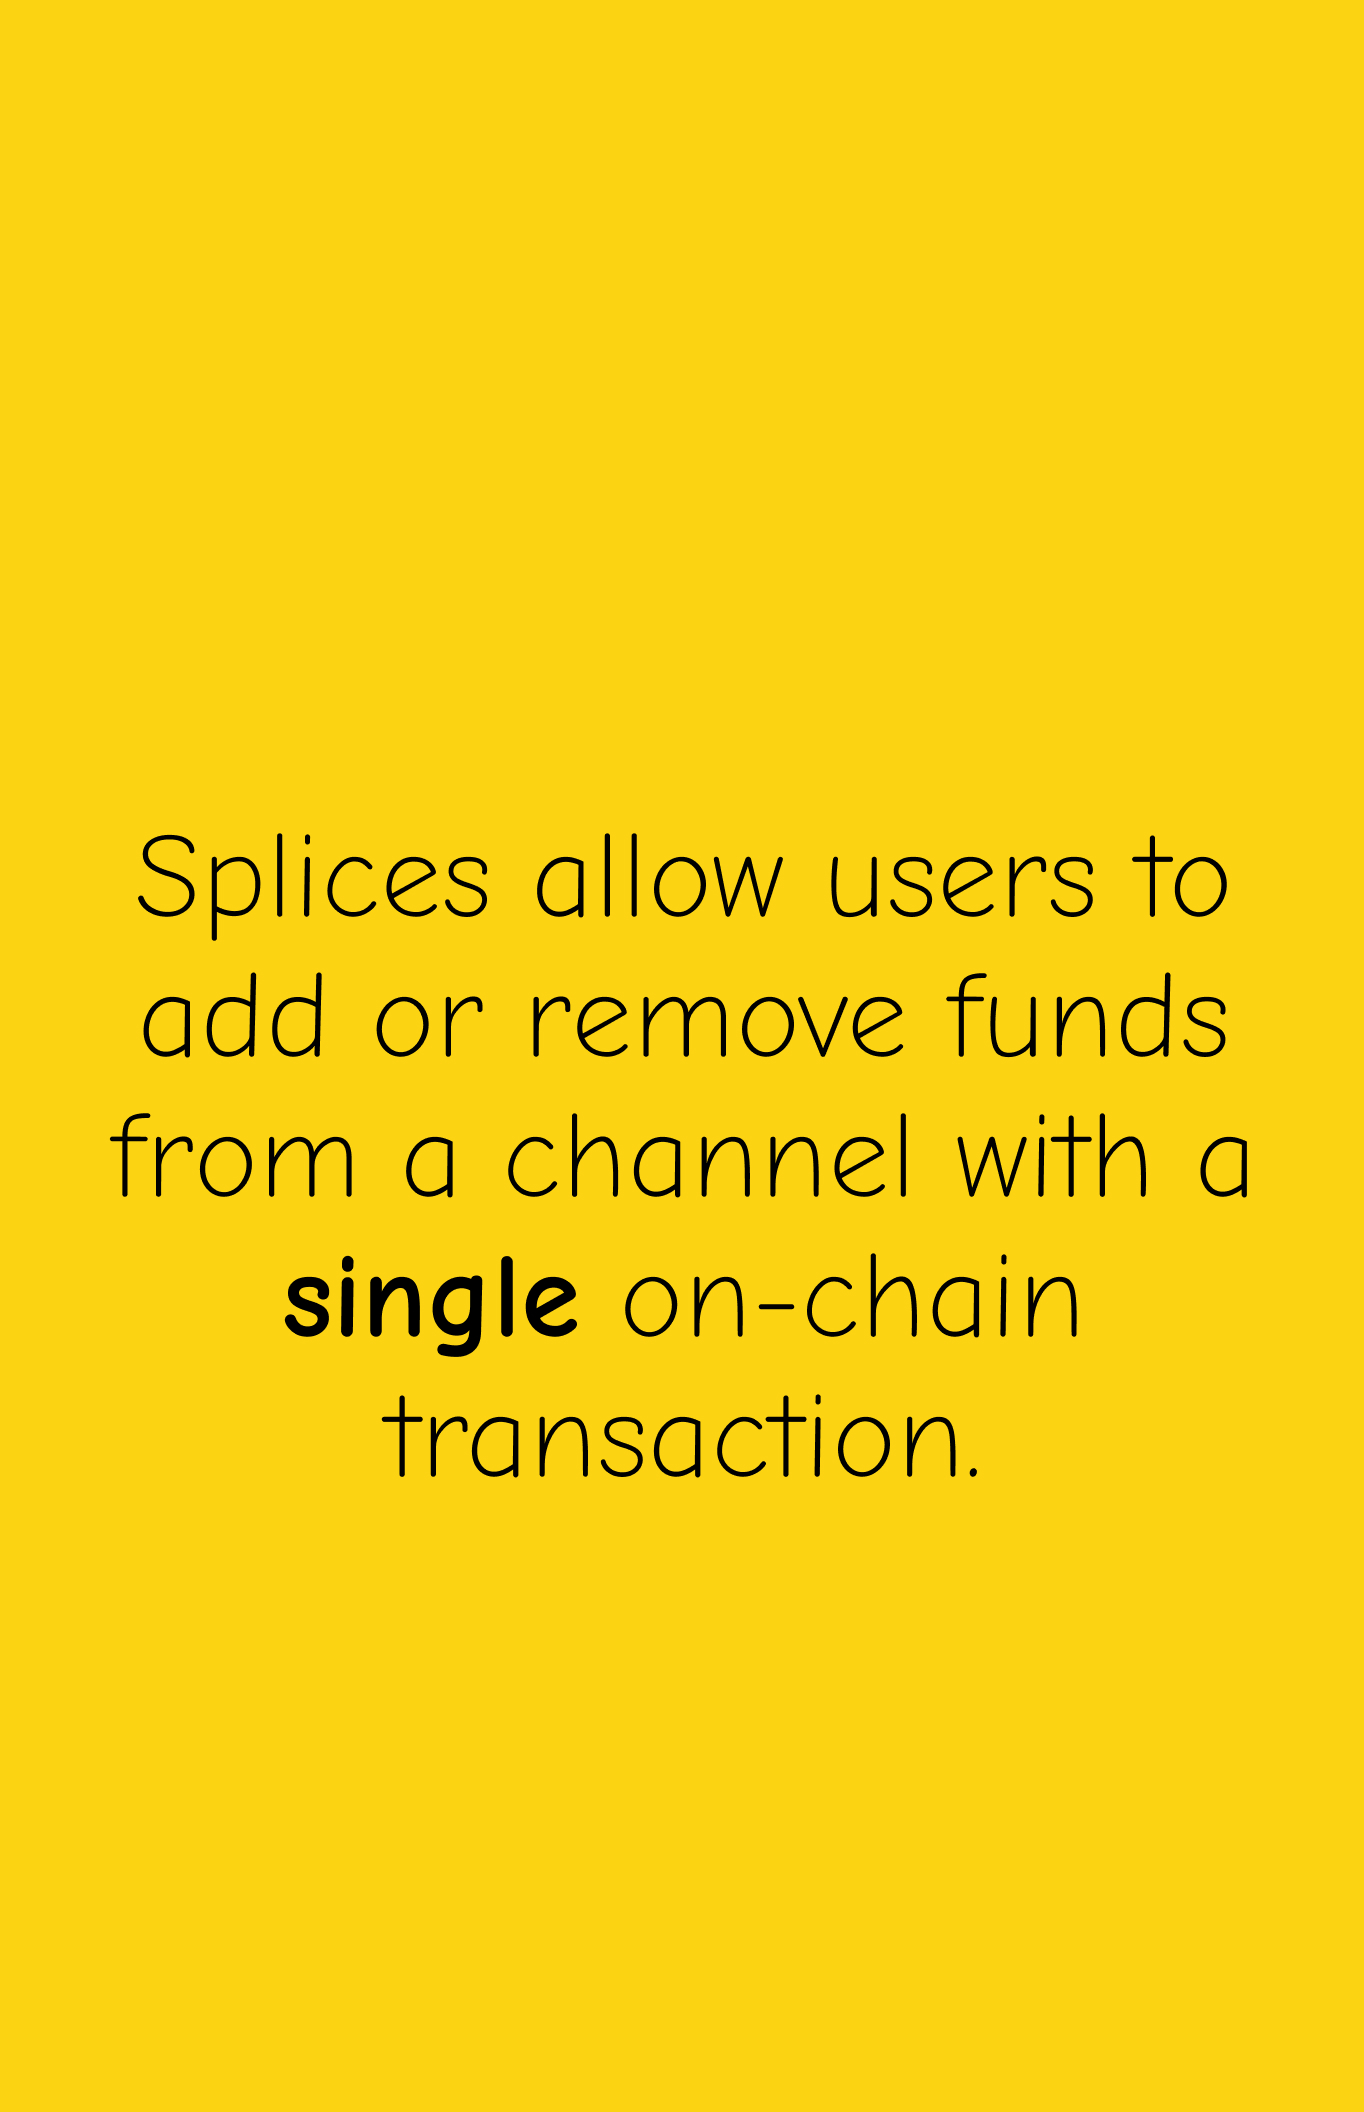 Splices allow users to
add or remove funds
from a channel with a
single on-chain
transaction.